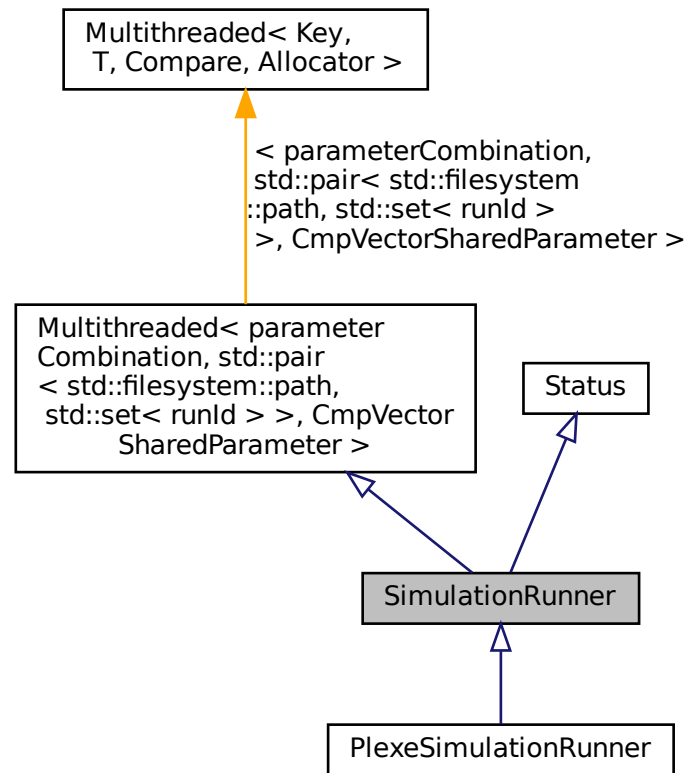 Multithreaded< Key,
T, Compare, Allocator >
< parameterCombination,
std::pair< std::filesystem
::path, std::set< runId >
>, CmpVectorSharedParameter >
Multithreaded< parameter
Combination, std::pair
< std::filesystem::path,
std::set< runId > >, CmpVector
SharedParameter >
Status
SimulationRunner
PlexeSimulationRunner